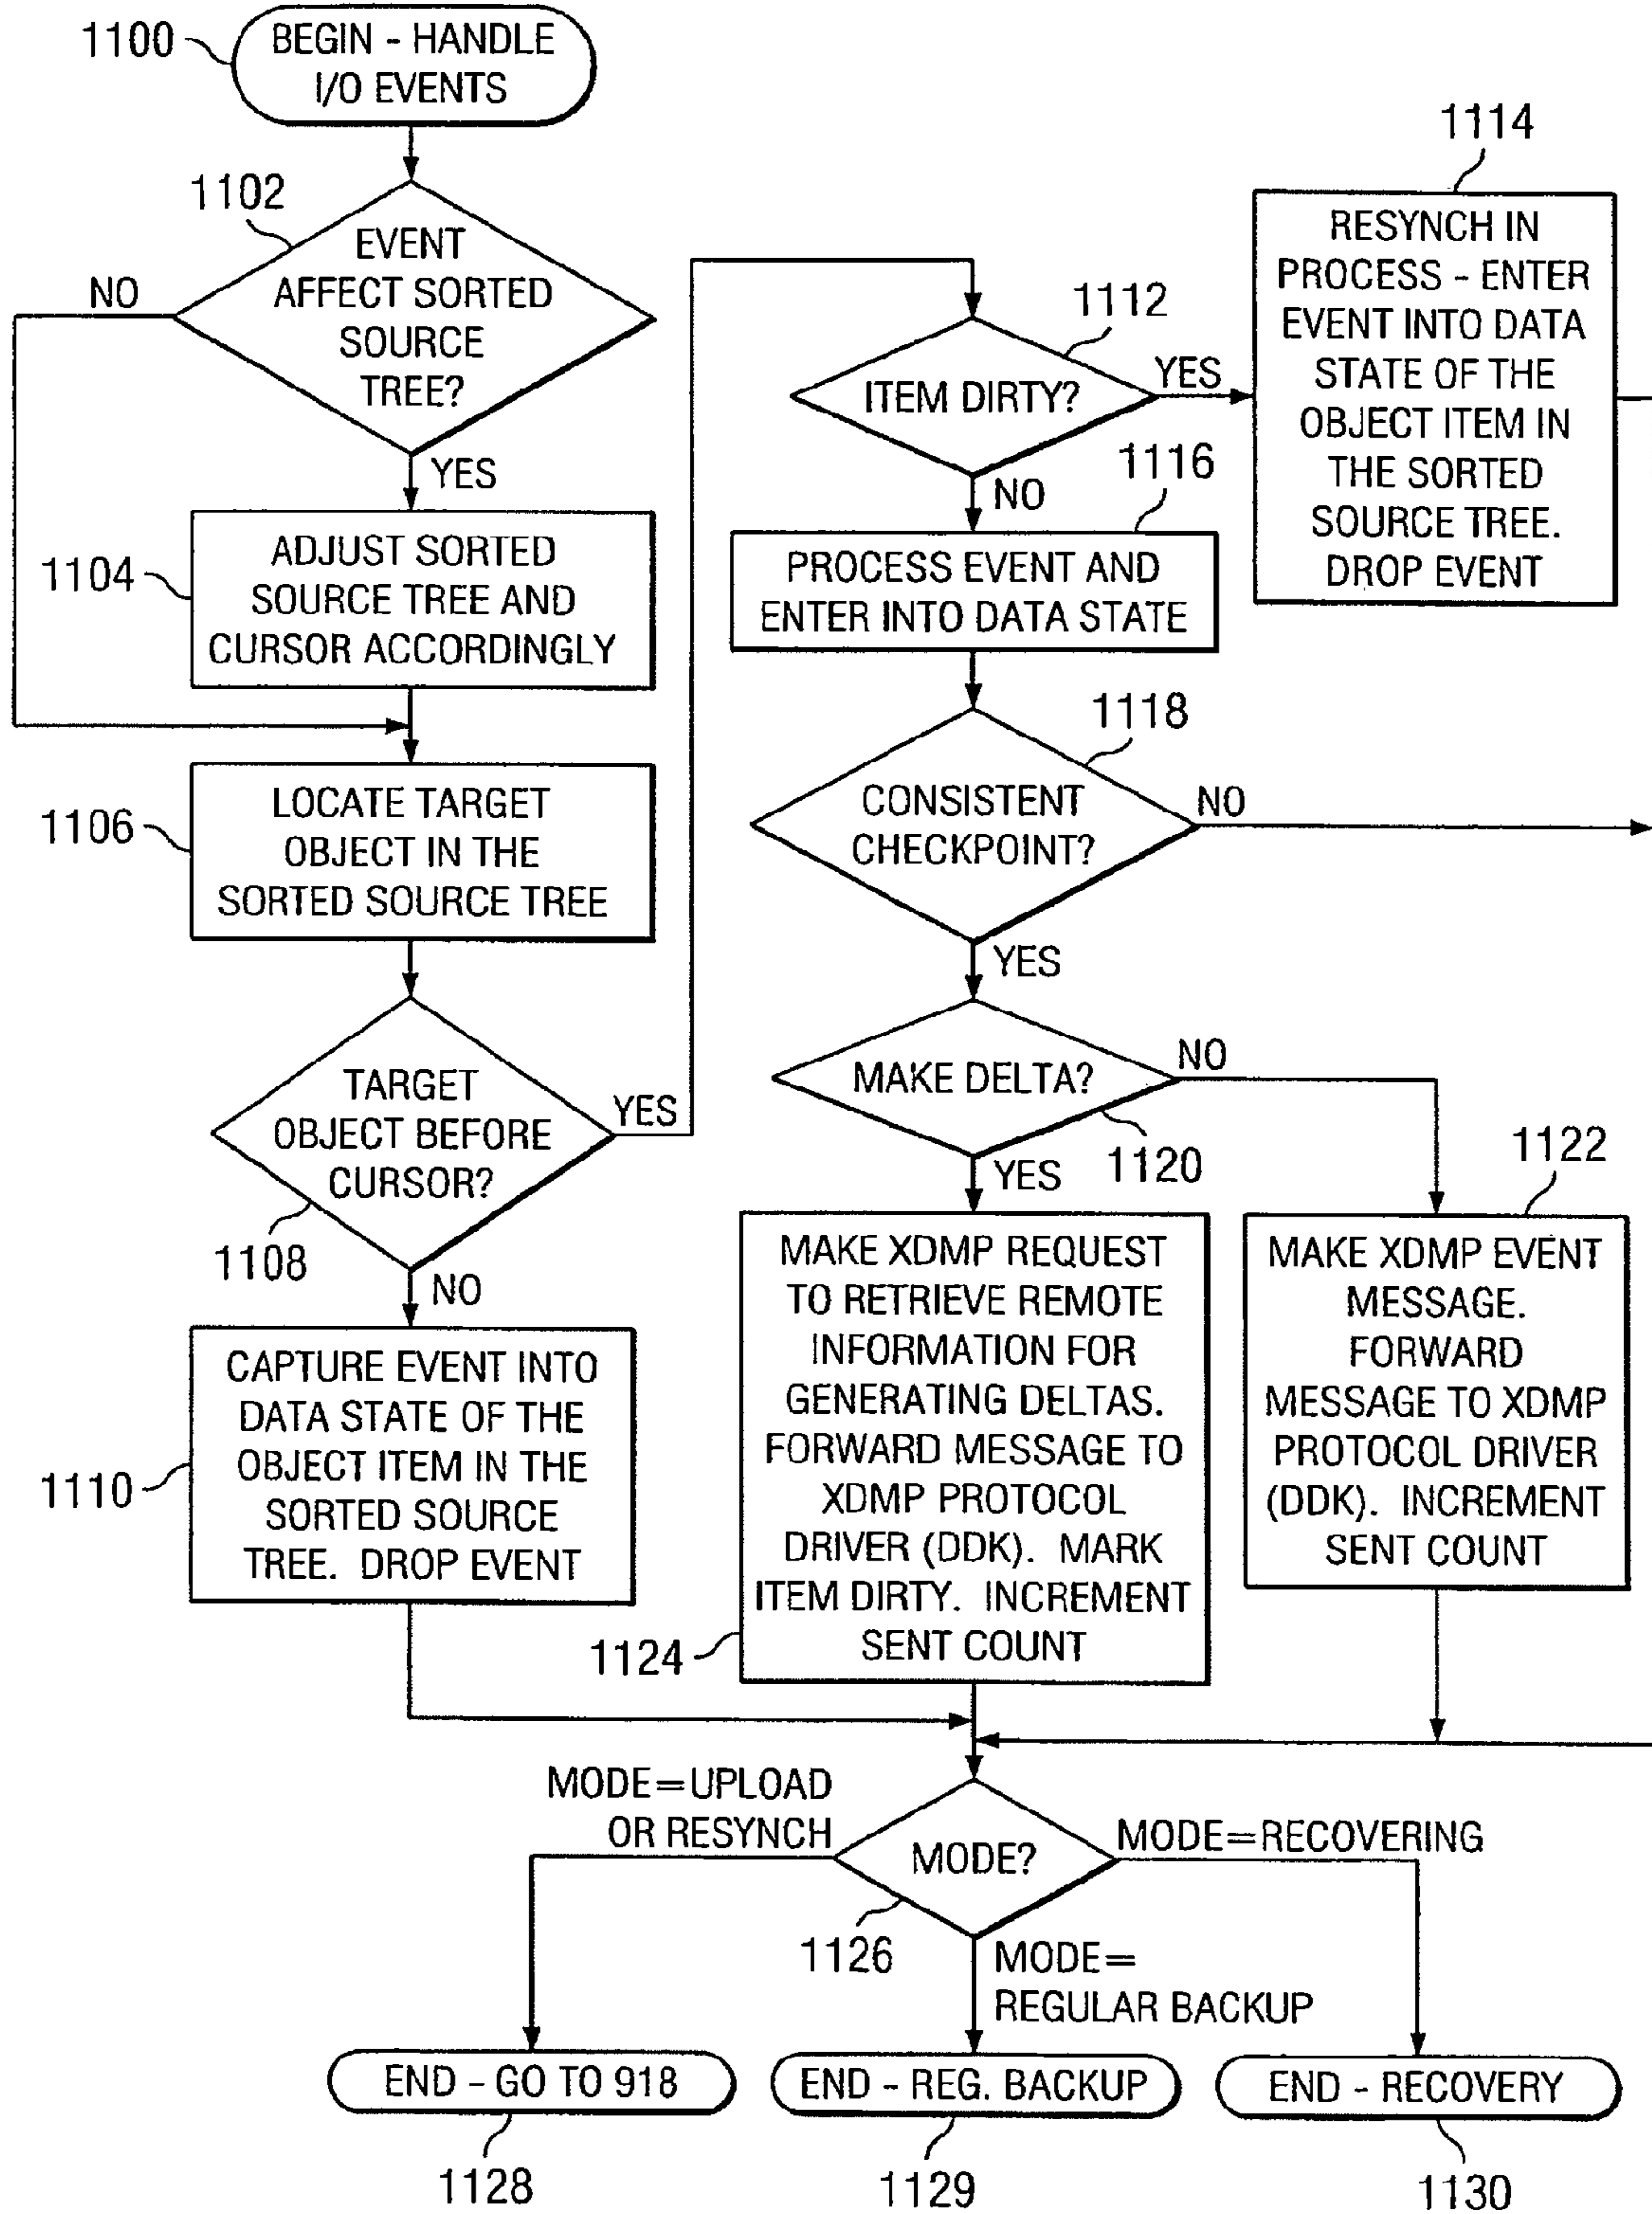 1100
BEGIN - HANDLE
I/O EVENTS
1102
EVENT
AFFECT SORTED
SOURCE
TREE?
NO
YES
1104
ADJUST SORTED
SOURCE TREE AND
CURSOR ACCORDINGLY
1106
LOCATE TARGET
OBJECT IN THE
SORTED SOURCE TREE
TARGET
OBJECT BEFORE
CURSOR?
YES
1108
NO
1110
CAPTURE EVENT INTO
DATA STATE OF THE
OBJECT ITEM IN THE
SORTED SOURCE
TREE. DROP EVENT
1112
ITEM DIRTY?
YES
NO
1114
RESYNCH IN
PROCESS - ENTER
EVENT INTO DATA
STATE OF THE
OBJECT ITEM IN
THE SORTED
SOURCE TREE.
DROP EVENT
1116
PROCESS EVENT AND
ENTER INTO DATA STATE
1118
CONSISTENT
CHECKPOINT?
NO
YES
MAKE DELTA?
NO
1120
YES
1122
MAKE XDMP EVENT
MESSAGE.
FORWARD
MESSAGE TO XDMP
PROTOCOL DRIVER
(DDK). INCREMENT
SENT COUNT
MAKE XDMP REQUEST
TO RETRIEVE REMOTE
INFORMATION FOR
GENERATING DELTAS.
FORWARD MESSAGE TO
XDMP PROTOCOL
DRIVER (DDK). MARK
ITEM DIRTY. INCREMENT
SENT COUNT
1124
MODE=UPLOAD
OR RESYNCH
MODE?
MODE=RECOVERING
1126
MODE=
REGULAR BACKUP
END - GO TO 918
END - REG. BACKUP
END - RECOVERY
1128
1129
1130